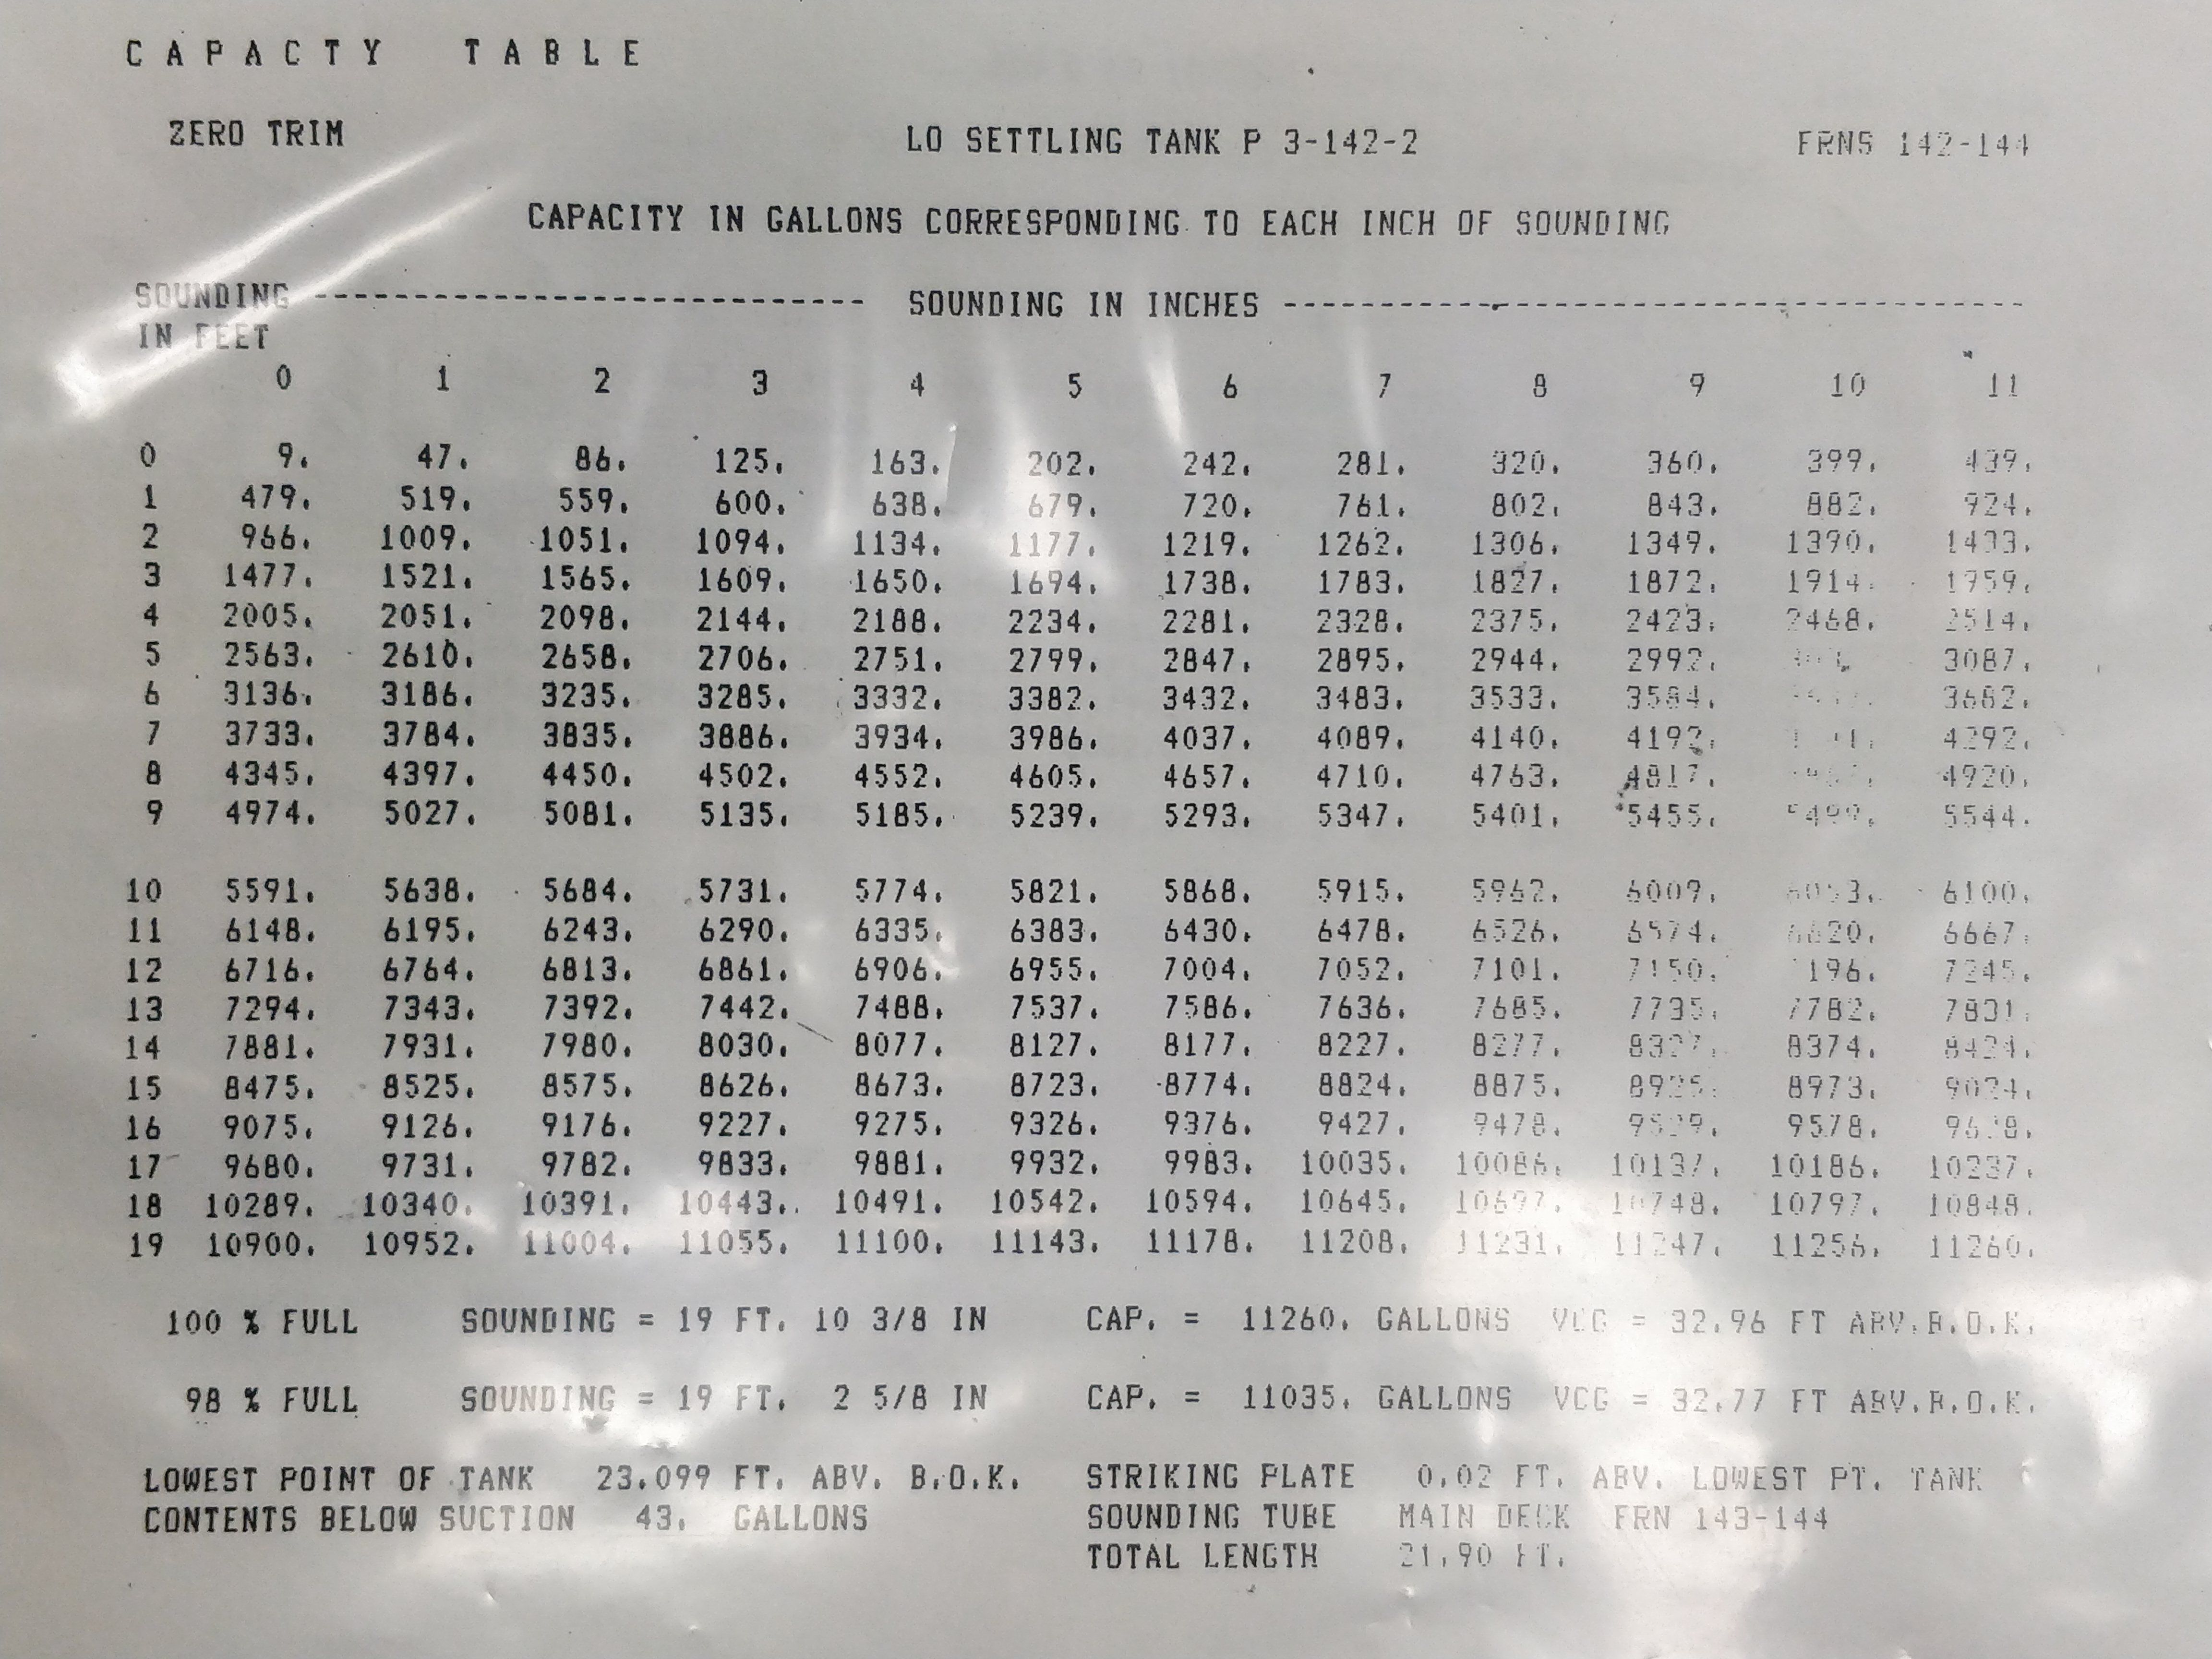 CAPACTY TABLE
ZERO TRIM LO SETTLING TANK P 3-142-2 FRNS 142-144
CAPACITY IN GALLONS CORRESPONDING TO EACH INCH OF SOUNDING
SOUNDING ----------------------------------- SOUNDING IN INCHES -----------------------------------------------
IN FEET
0 1 2 3 4 5 6 7 8 9 10 11
0 9. 47. 86. 125. 163. 202. 242. 281. 320. 360. 399. 439.
1 479. 519. 559. 600. 638. 679. 720. 761. 802. 843. 882. 924.
2 966. 1009. 1051. 1094. 1134. 1177. 1219. 1262. 1306. 1349. 1390. 1433.
3 1477. 1521. 1565. 1609. 1650. 1694. 1738. 1783. 1827. 1872. 1914. 1959.
4 2005. 2051. 2098. 2144. 2188. 2234. 2281. 2328. 2375. 2423. 2468. 2514.
5 2563. 2610. 2658. 2706. 2751. 2799. 2847. 2895. 2944. 2992. 3087.
6 3136. 3186. 3235. 3285. 3332. 3382. 3432. 3483. 3533. 3584. 3682.
7 3733. 3784. 3835. 3886. 3934. 3986. 4037. 4089. 4140. 4192. 4292.
8 4345. 4397. 4450. 4502. 4552. 4605. 4657. 4710. 4763. 4817. 4920.
9 4974. 5027. 5081. 5135. 5185. 5239. 5293. 5347. 5401. 5455. 5544.
10 5591. 5638. 5684. 5731. 5774. 5821. 5868. 5915. 5962. 6009. 6053. 6100.
11 6148. 6195. 6243. 6290. 6335. 6383. 6430. 6478. 6526. 6574. 6620. 6667.
12 6716. 6764. 6813. 6861. 6906. 6955. 7004. 7052. 7101. 7150. 7245.
13 7294. 7343. 7392. 7442. 7488. 7537. 7586. 7636. 7685. 7735. 7782. 7831.
14 7881. 7931. 7980. 8030. 8077. 8127. 8177. 8227. 8277. 8327. 8374. 8424.
15 8475. 8525. 8575. 8626. 8673. 8723. 8774. 8824. 8875. 8925. 8973. 9024.
16 9075. 9126. 9176. 9227. 9275. 9326. 9376. 9427. 9478. 9529. 9578. 9628.
17 9680. 9731. 9782. 9833. 9881. 9932. 9983. 10035. 10086. 10137. 10186. 10237.
18 10289. 10340. 10391. 10443. 10491. 10542. 10594. 10645. 10697. 10748. 10797. 10848.
19 10900. 10952. 11004. 11055. 11100. 11143. 11178. 11208. 11231. 11247. 11256. 11260.
100 % FULL SOUNDING = 19 FT. 10 3/8 IN CAP. = 11260. GALLONS VCG = 32.96 FT ABV.B.O.K.
98 % FULL SOUNDING = 19 FT. 2 5/8 IN CAP. = 11035. GALLONS VCG = 32.77 FT ABV.B.O.K.
LOWEST POINT OF TANK 23.099 FT. ABV. B.O.K. STRIKING PLATE 0.02 FT. ABV. LOWEST PT. TANK
CONTENTS BELOW SUCTION 43. GALLONS SOUNDING TUBE MAIN DECK FRN 143-144
TOTAL LENGTH 21.90 FT.